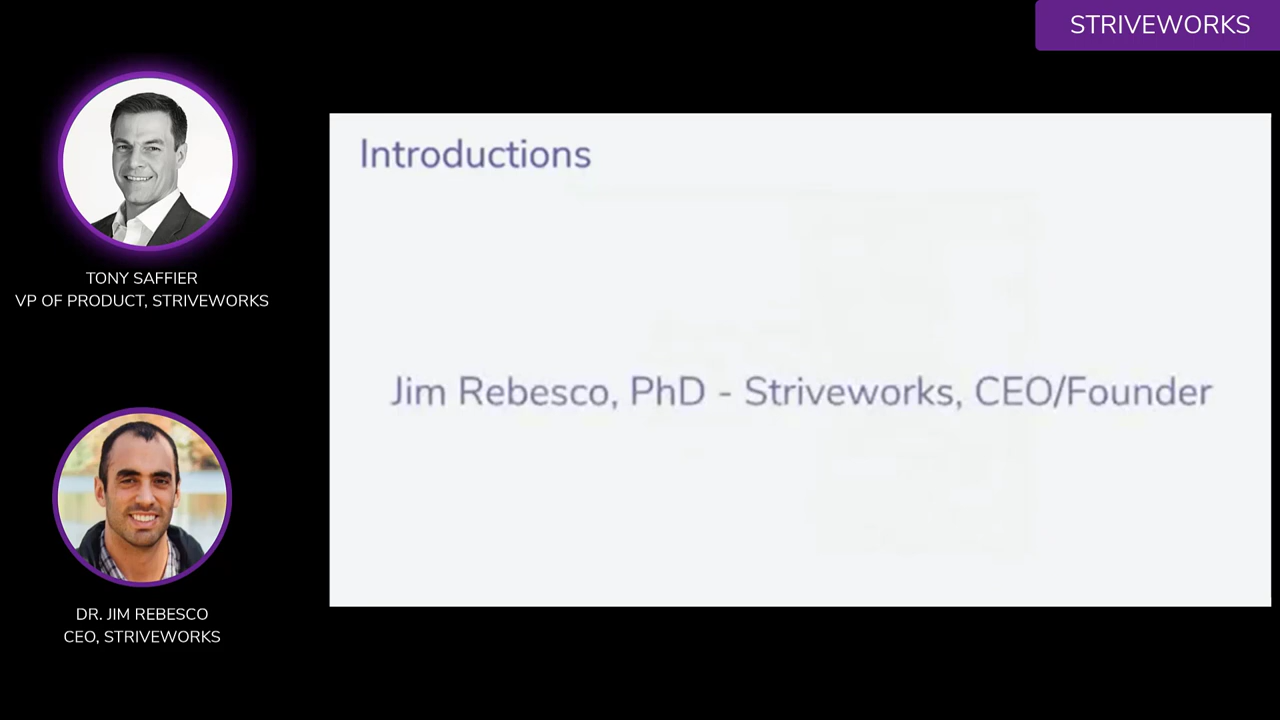 STRIVEWORKS
TONY SAFFIER
VP OF PRODUCT, STRIVEWORKS
Introductions
Jim Rebesco, PhD - Striveworks, CEO/Founder
DR. JIM REBESCO
CEO, STRIVEWORKS